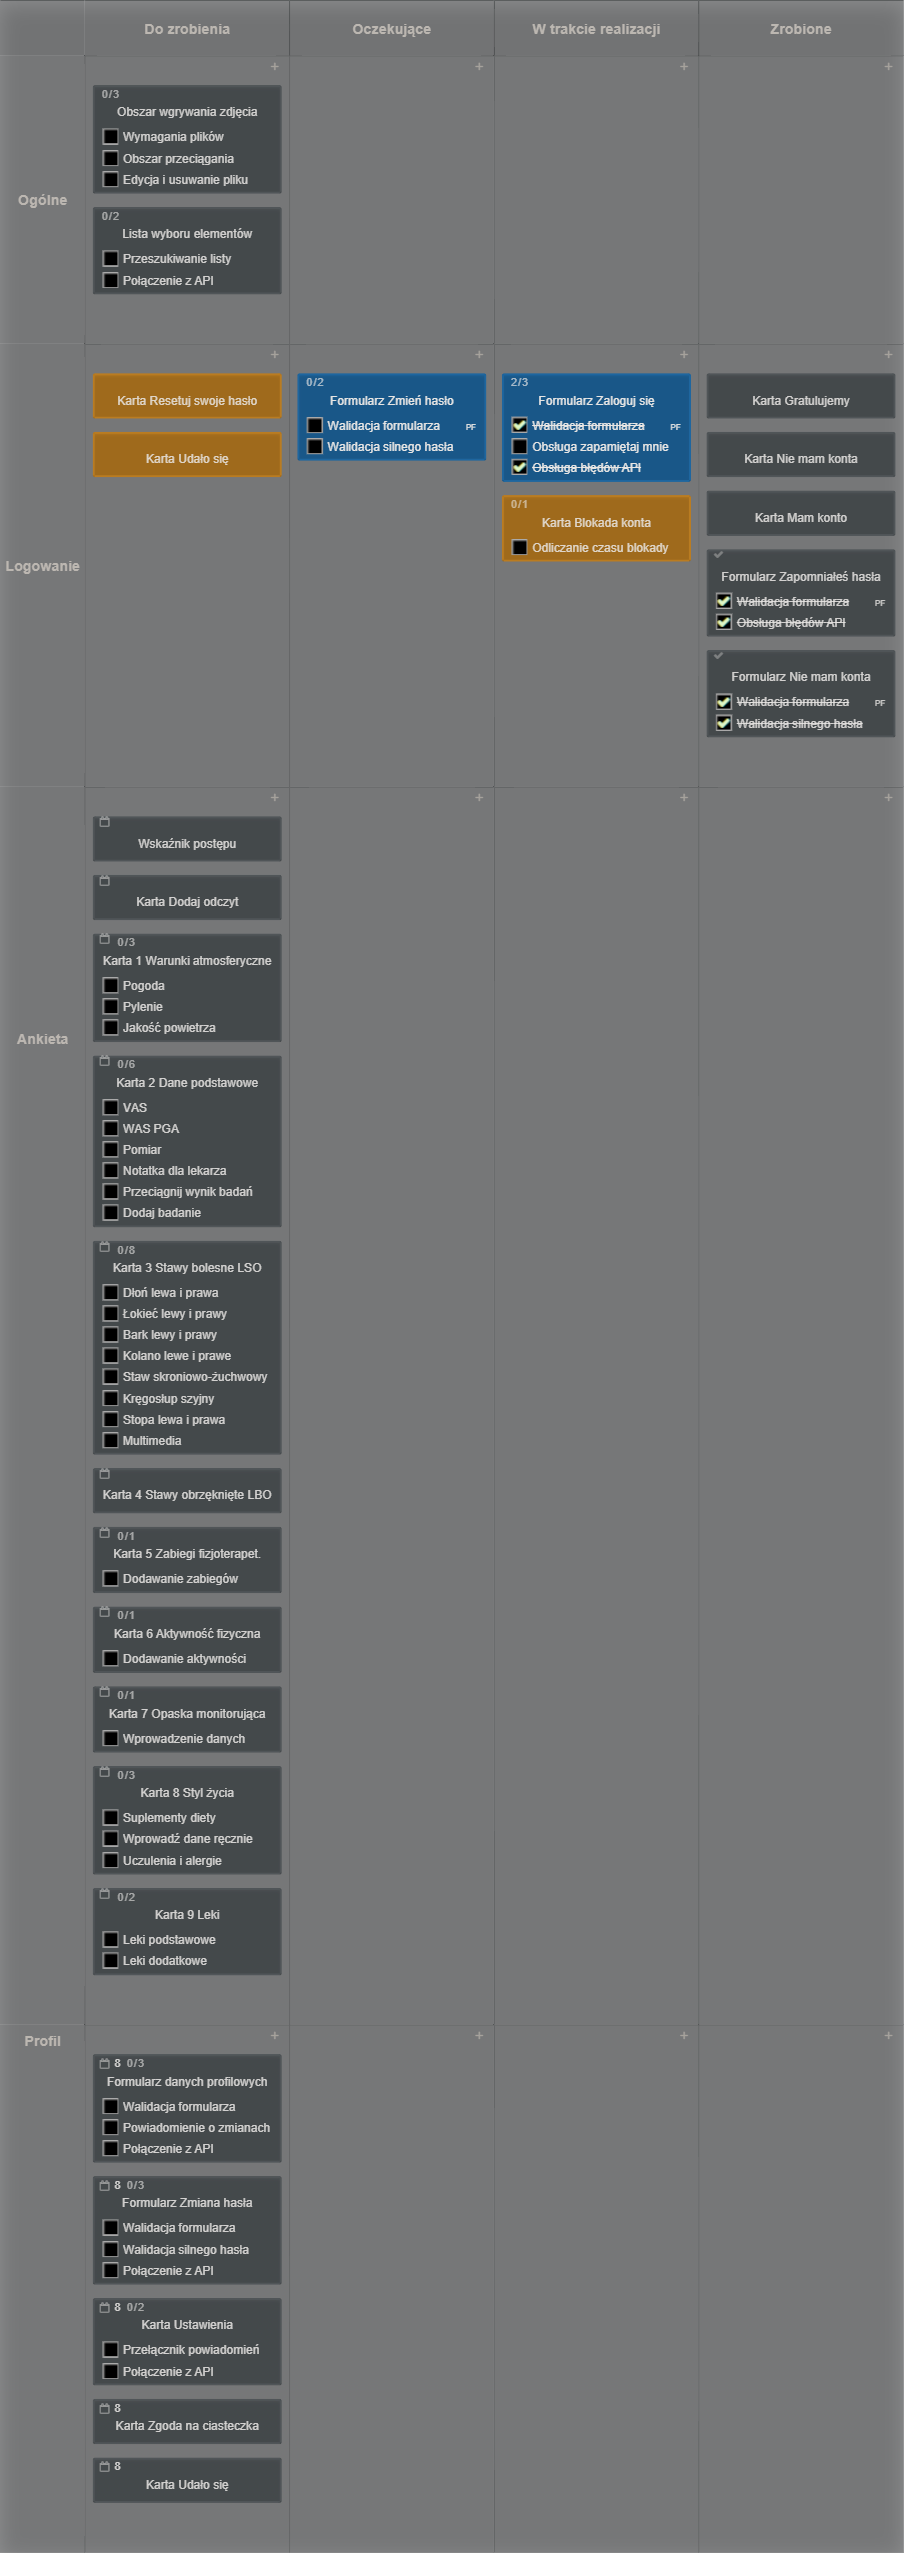 Do zrobienia
Oczekujące
W trakcie realizacji
Zrobione
Ogólne
+
+
+
+
0/3
Obszar wgrywania zdjęcia
Wymagania plików
Obszar przeciągania
Edycja i usuwanie pliku
0/2
Lista wyboru elementów
Przeszukiwanie listy
Połączenie z API
Logowanie
+
Karta Resetuj swoje hasło
Karta Udało się
+
0/2
Formularz Zmień hasło
Walidacja formularza PF
Walidacja silnego hasła
+
2/3
Formularz Zaloguj się
Walidacja formularza PF
Obsługa zapamiętaj mnie
Obsługa błędów API
0/1
Karta Blokada konta
Odliczanie czasu blokady
+
Karta Gratulujemy
Karta Nie mam konta
Karta Mam konto
Formularz Zapomniałeś hasła
Walidacja formularza PF
Obsługa błędów API
Formularz Nie mam konta
Walidacja formularza PF
Walidacja silnego hasła
Ankieta
+
+
+
+
Wskaźnik postępu
Karta Dodaj odczyt
0/3
Karta 1 Warunki atmosferyczne
Pogoda
Pylenie
Jakość powietrza
0/6
Karta 2 Dane podstawowe
VAS
WAS PGA
Pomiar
Notatka dla lekarza
Przeciągnij wynik badań
Dodaj badanie
0/8
Karta 3 Stawy bolesne LSO
Dłoń lewa i prawa
Łokieć lewy i prawy
Bark lewy i prawy
Kolano lewe i prawe
Staw skroniowo-żuchwowy
Kręgosłup szyjny
Stopa lewa i prawa
Multimedia
Karta 4 Stawy obrzęknięte LBO
0/1
Karta 5 Zabiegi fizjoterapet.
Dodawanie zabiegów
0/1
Karta 6 Aktywność fizyczna
Dodawanie aktywności
0/1
Karta 7 Opaska monitorująca
Wprowadzenie danych
0/3
Karta 8 Styl życia
Suplementy diety
Wprowadź dane ręcznie
Uczulenia i alergie
0/2
Karta 9 Leki
Leki podstawowe
Leki dodatkowe
Profil
+
+
+
+
8 0/3
Formularz danych profilowych
Walidacja formularza
Powiadomienie o zmianach
Połączenie z API
8 0/3
Formularz Zmiana hasła
Walidacja formularza
Walidacja silnego hasła
Połączenie z API
8 0/2
Karta Ustawienia
Przełącznik powiadomień
Połączenie z API
8
Karta Zgoda na ciasteczka
8
Karta Udało się